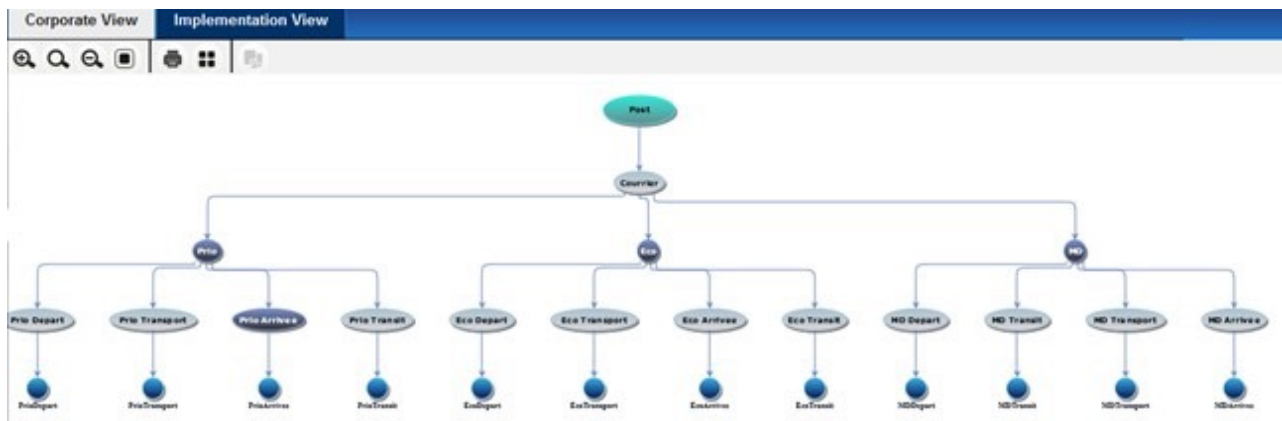 Corporate View Implementation View
Post
Courrier
Prio Eco MD
Prio Depart Prio Transport Prio Arrivee Prio Transit Eco Depart Eco Transport Eco Arrivee Eco Transit MD Depart MD Transit MD Transport MD Arrivee
PrioDepart PrioTransport PrioArrivee PrioTransit EcoDepart EcoTransport EcoArrivee EcoTransit MDDepart MDTransit MDTransport MDArrivee